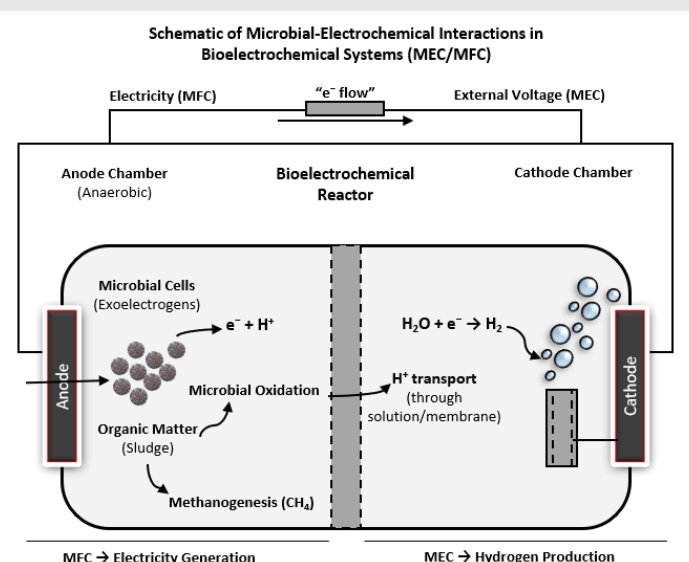 Schematic of Microbial-Electrochemical Interactions in
Bioelectrochemical Systems (MEC/MFC)
Electricity (MFC)
“e⁻ flow”
External Voltage (MEC)
Anode Chamber
(Anaerobic)
Bioelectrochemical
Reactor
Cathode Chamber
Microbial Cells
(Exoelectrogens)
e⁻ + H⁺
H₂O + e⁻ → H₂
Anode
Microbial Oxidation
H⁺ transport
(through
solution/membrane)
Cathode
Organic Matter
(Sludge)
Methanogenesis (CH₄)
MFC → Electricity Generation
MEC → Hydrogen Production